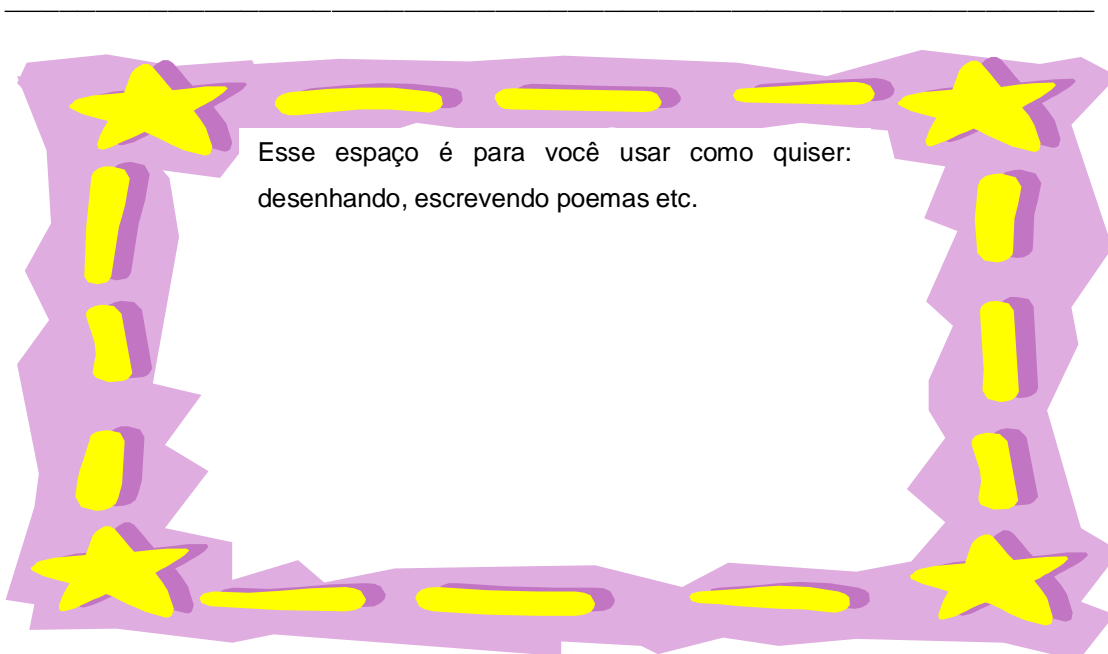 Esse espaço é para você usar como quiser:
desenhando, escrevendo poemas etc.